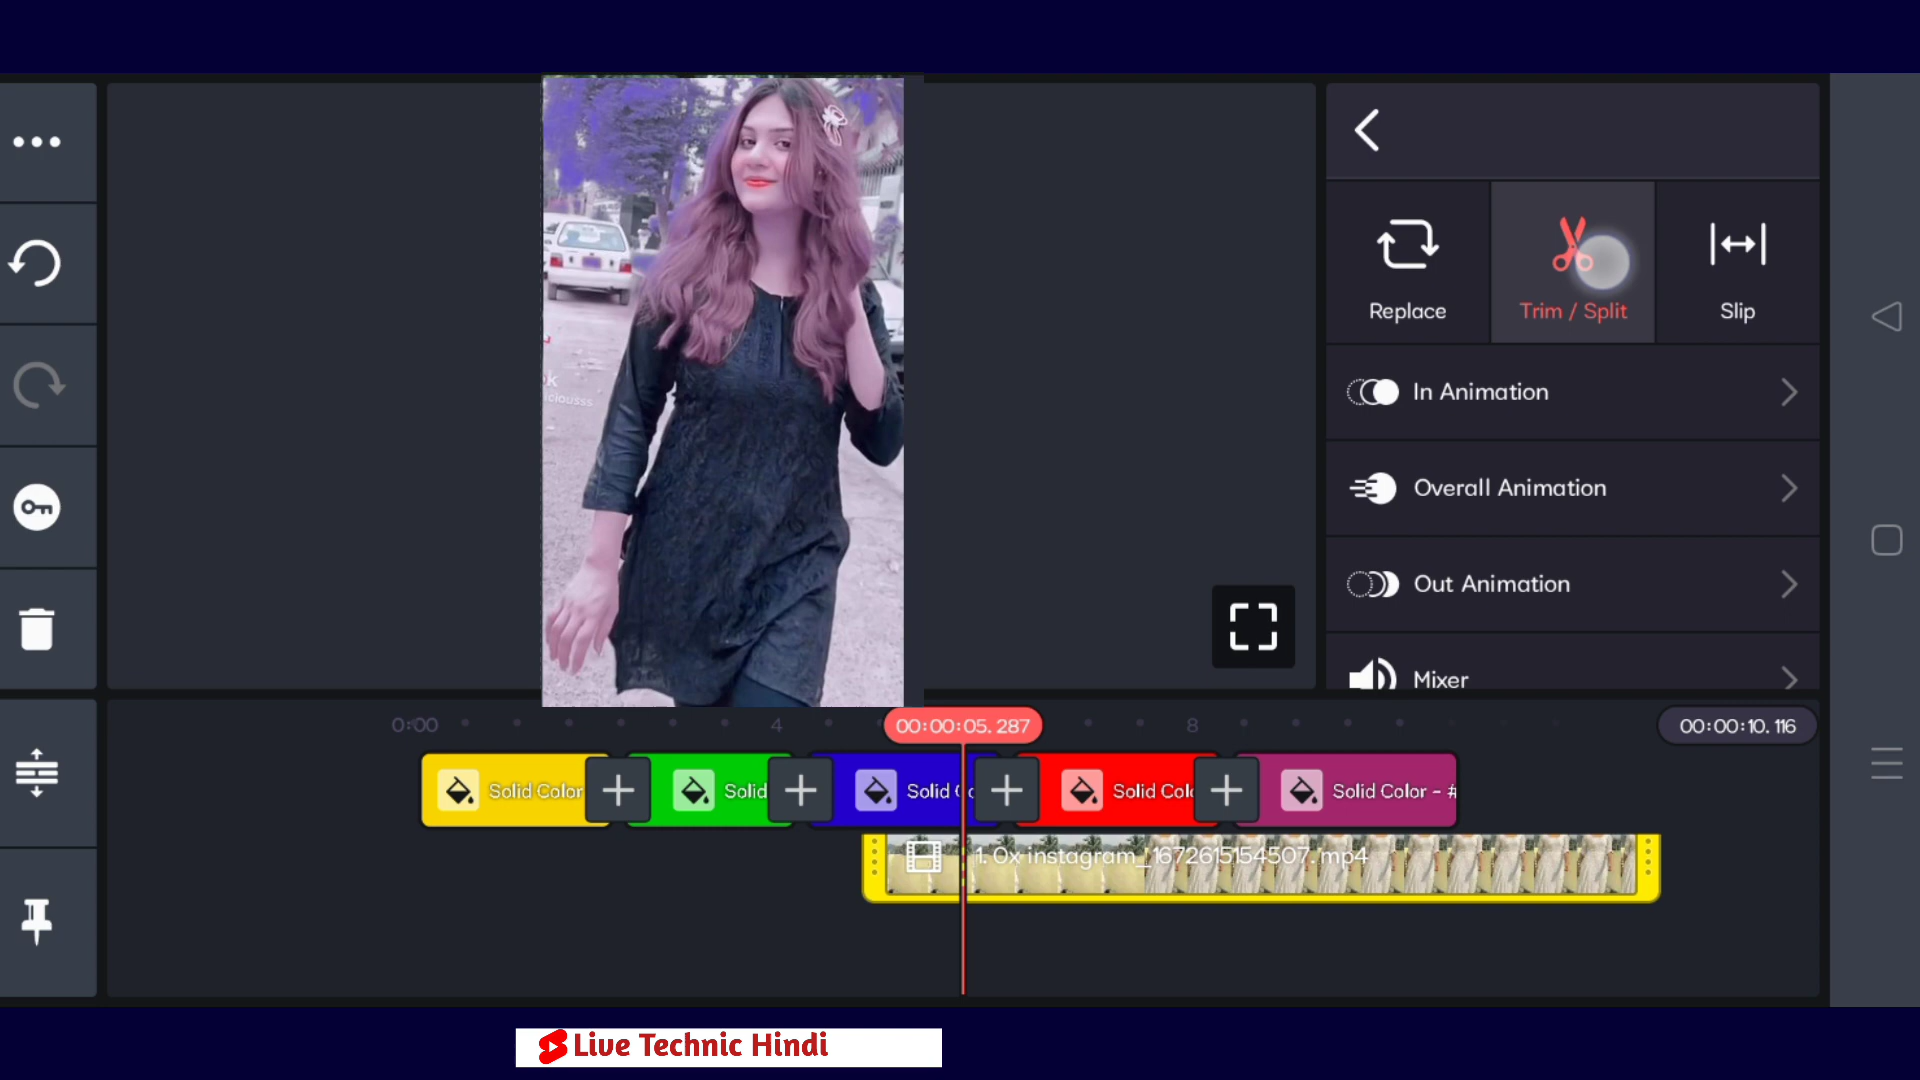 Replace
Trim / Split
Slip
In Animation
Overall Animation
Out Animation
Mixer
k
iciousss
0:00
4
00:00:05.287
8
00:00:10.116
Solid Color
Solid
Solid Co
Solid Colo
Solid Color - #
1.0x instagram_1672615154507.mp4
Live Technic Hindi